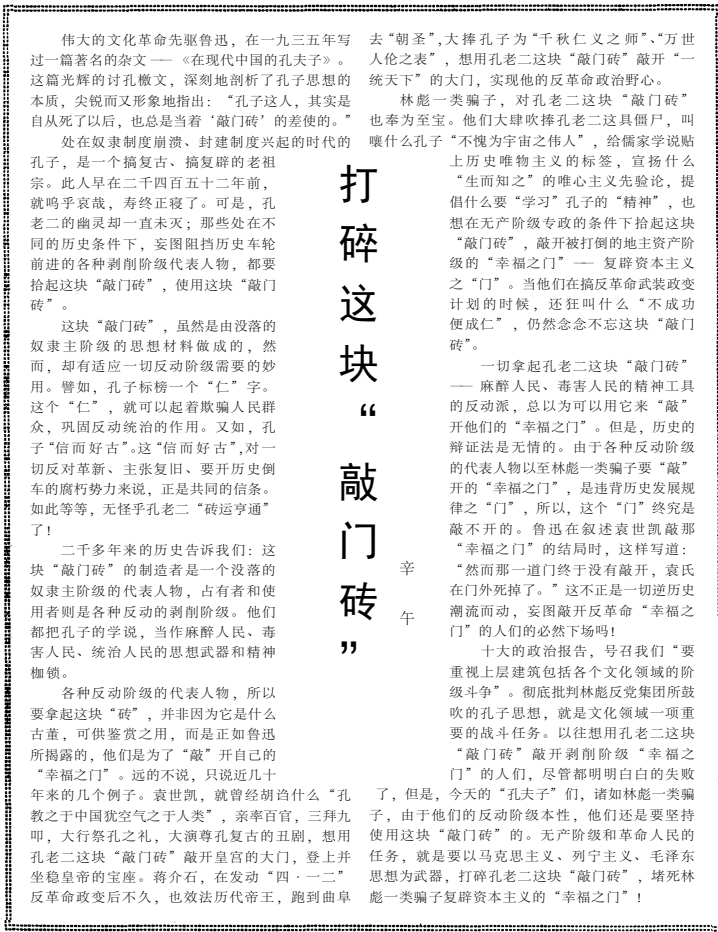 打碎这块“敲门砖”
辛午
伟大的文化革命先驱鲁迅，在一九三五年写
过一篇著名的杂文——《在现代中国的孔夫子》。
这篇光辉的讨孔檄文，深刻地剖析了孔子思想的
本质，尖锐而又形象地指出：“孔子这人，其实是
自从死了以后，也总是当着‘敲门砖’的差使的。”
处在奴隶制度崩溃、封建制度兴起的时代的
孔子，是一个搞复古、搞复辟的老祖
宗。此人早在二千四百五十二年前，
就呜乎哀哉，寿终正寝了。可是，孔
老二的幽灵却一直未灭；那些处在不
同的历史条件下，妄图阻挡历史车轮
前进的各种剥削阶级代表人物，都要
拾起这块“敲门砖”，使用这块“敲门
砖”。
这块“敲门砖”，虽然是由没落的
奴隶主阶级的思想材料做成的，然
而，却有适应一切反动阶级需要的妙
用。譬如，孔子标榜一个“仁”字。
这个“仁”，就可以起着欺骗人民群
众，巩固反动统治的作用。又如，孔
子“信而好古”。这“信而好古”，对一
切反对革新、主张复旧、要开历史倒
车的腐朽势力来说，正是共同的信条。
如此等等，无怪乎孔老二“砖运亨通”
了！
二千多年来的历史告诉我们：这
块“敲门砖”的制造者是一个没落的
奴隶主阶级的代表人物，占有者和使
用者则是各种反动的剥削阶级。他们
都把孔子的学说，当作麻醉人民、毒
害人民、统治人民的思想武器和精神
枷锁。
各种反动阶级的代表人物，所以
要拿起这块“砖”，并非因为它是什么
古董，可供鉴赏之用，而是正如鲁迅
所揭露的，他们是为了“敲”开自己的
“幸福之门”。远的不说，只说近几十
年来的几个例子。袁世凯，就曾经胡诌什么“孔
教之于中国犹空气之于人类”，亲率百官，三拜九
叩，大行祭孔之礼，大演尊孔复古的丑剧，想用
孔老二这块“敲门砖”敲开皇宫的大门，登上并
坐稳皇帝的宝座。蒋介石，在发动“四·一二”
反革命政变后不久，也效法历代帝王，跑到曲阜
去“朝圣”，大捧孔子为“千秋仁义之师”、“万世
人伦之表”，想用孔老二这块“敲门砖”敲开“一
统天下”的大门，实现他的反革命政治野心。
林彪一类骗子，对孔老二这块“敲门砖”
也奉为至宝。他们大肆吹捧孔老二这具僵尸，叫
嚷什么孔子“不愧为宇宙之伟人”，给儒家学说贴
上历史唯物主义的标签，宣扬什么
“生而知之”的唯心主义先验论，提
倡什么要“学习”孔子的“精神”，也
想在无产阶级专政的条件下拾起这块
“敲门砖”，敲开被打倒的地主资产阶
级的“幸福之门”——复辟资本主义
之“门”。当他们在搞反革命武装政变
计划的时候，还狂叫什么“不成功
便成仁”，仍然念念不忘这块“敲门
砖”。
一切拿起孔老二这块“敲门砖”
——麻醉人民、毒害人民的精神工具
的反动派，总以为可以用它来“敲”
开他们的“幸福之门”。但是，历史的
辩证法是无情的。由于各种反动阶级
的代表人物以至林彪一类骗子要“敲”
开的“幸福之门”，是违背历史发展规
律之“门”，所以，这个“门”终究是
敲不开的。鲁迅在叙述袁世凯敲那
“幸福之门”的结局时，这样写道：
“然而那一道门终于没有敲开，袁氏
在门外死掉了。”这不正是一切逆历史
潮流而动，妄图敲开反革命“幸福之
门”的人们的必然下场吗！
十大的政治报告，号召我们“要
重视上层建筑包括各个文化领域的阶
级斗争”。彻底批判林彪反党集团所鼓
吹的孔子思想，就是文化领域一项重
要的战斗任务。以往想用孔老二这块
“敲门砖”敲开剥削阶级“幸福之
门”的人们，尽管都明明白白的失败
了，但是，今天的“孔夫子”们，诸如林彪一类骗
子，由于他们的反动阶级本性，他们还是要坚持
使用这块“敲门砖”的。无产阶级和革命人民的
任务，就是要以马克思主义、列宁主义、毛泽东
思想为武器，打碎孔老二这块“敲门砖”，堵死林
彪一类骗子复辟资本主义的“幸福之门”！